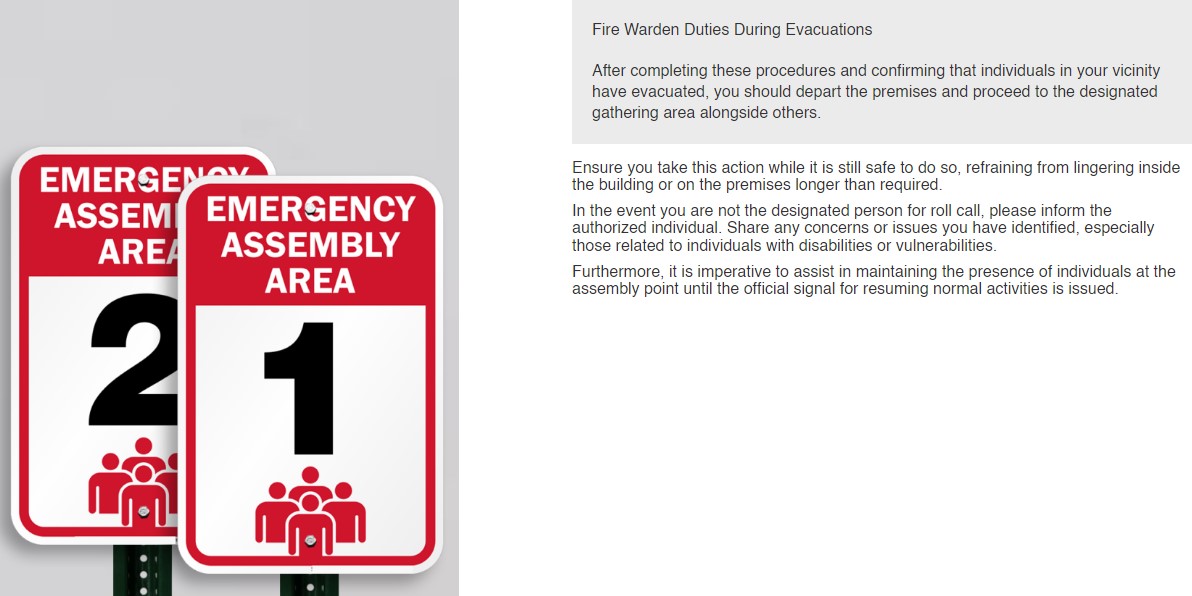 EMERGENCY
ASSEM
AREA
2
EMERGENCY
ASSEMBLY
AREA
1
Fire Warden Duties During Evacuations
After completing these procedures and confirming that individuals in your vicinity
have evacuated, you should depart the premises and proceed to the designated
gathering area alongside others.
Ensure you take this action while it is still safe to do so, refraining from lingering inside
the building or on the premises longer than required.
In the event you are not the designated person for roll call, please inform the
authorized individual. Share any concerns or issues you have identified, especially
those related to individuals with disabilities or vulnerabilities.
Furthermore, it is imperative to assist in maintaining the presence of individuals at the
assembly point until the official signal for resuming normal activities is issued.